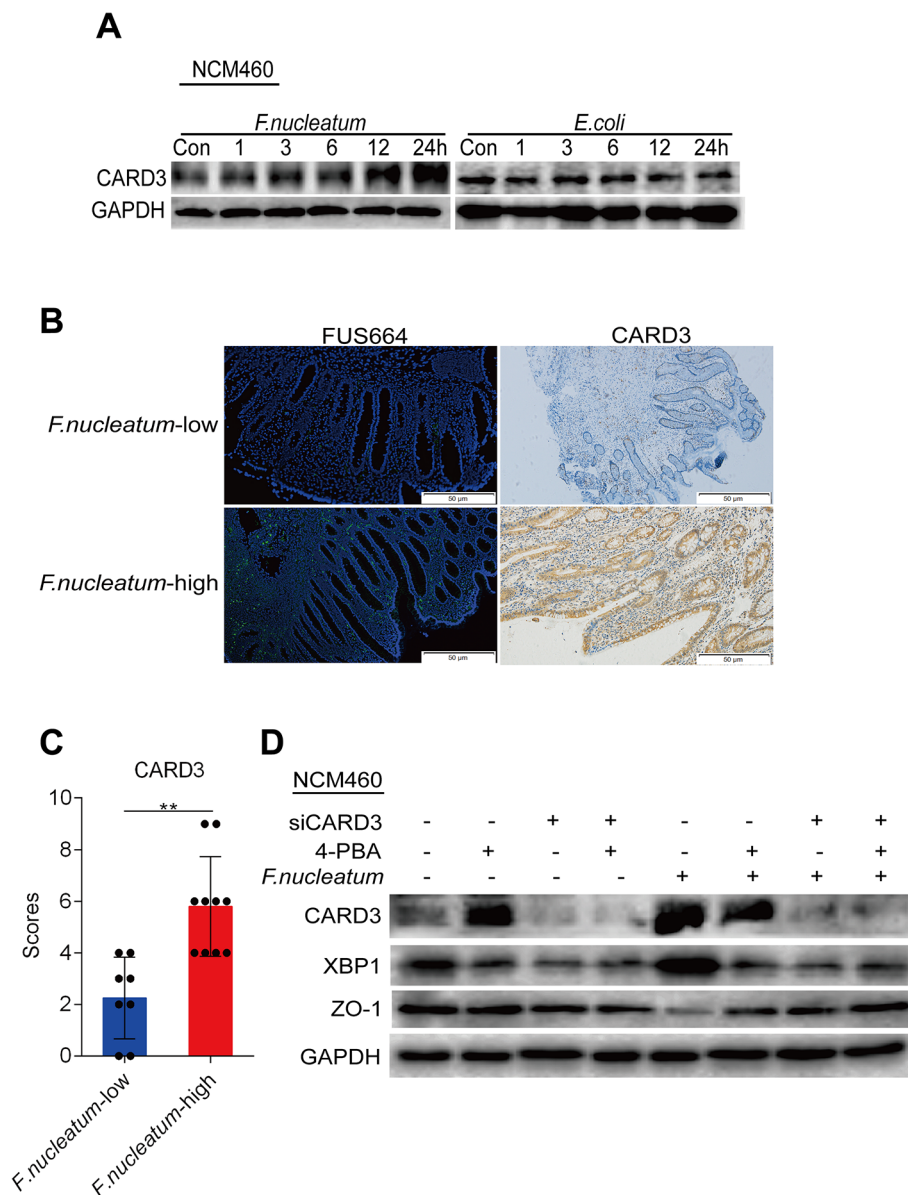 A
NCM460
F.nucleatum E.coli
Con 1 3 6 12 24h Con 1 3 6 12 24h
CARD3
GAPDH
B
FUS664 CARD3
F.nucleatum-low
50 μm 50 μm
F.nucleatum-high
50 μm 50 μm
C
CARD3
**
10
8
6
4
2
0
Scores
F.nucleatum-low
F.nucleatum-high
D
NCM460
siCARD3 - - + + - - + +
4-PBA - + - + - + - +
F.nucleatum - - - - + + + +
CARD3
XBP1
ZO-1
GAPDH